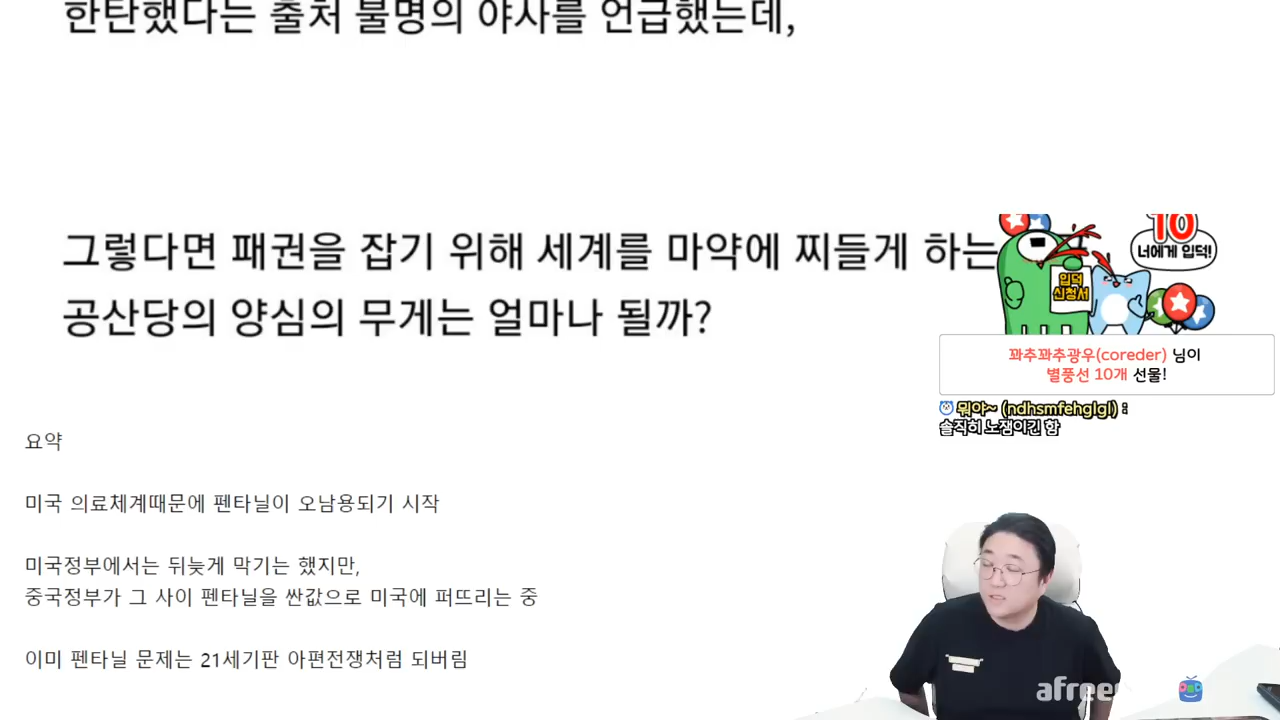 한탄했다는 출처 불명의 야사를 언급했는데,
그렇다면 패권을 잡기 위해 세계를 마약에 찌들게 하는
공산당의 양심의 무게는 얼마나 될까?
10
너에게 입덕!
입덕
신청서
꽈추꽈추광우(coreder) 님이
별풍선 10개 선물!
뭐야~ (ndhsmfehglgl) :
솔직히 노잼이긴 함
요약
미국 의료체계때문에 펜타닐이 오남용되기 시작
미국정부에서는 뒤늦게 막기는 했지만,
중국정부가 그 사이 펜타닐을 싼값으로 미국에 퍼뜨리는 중
이미 펜타닐 문제는 21세기판 아편전쟁처럼 되버림